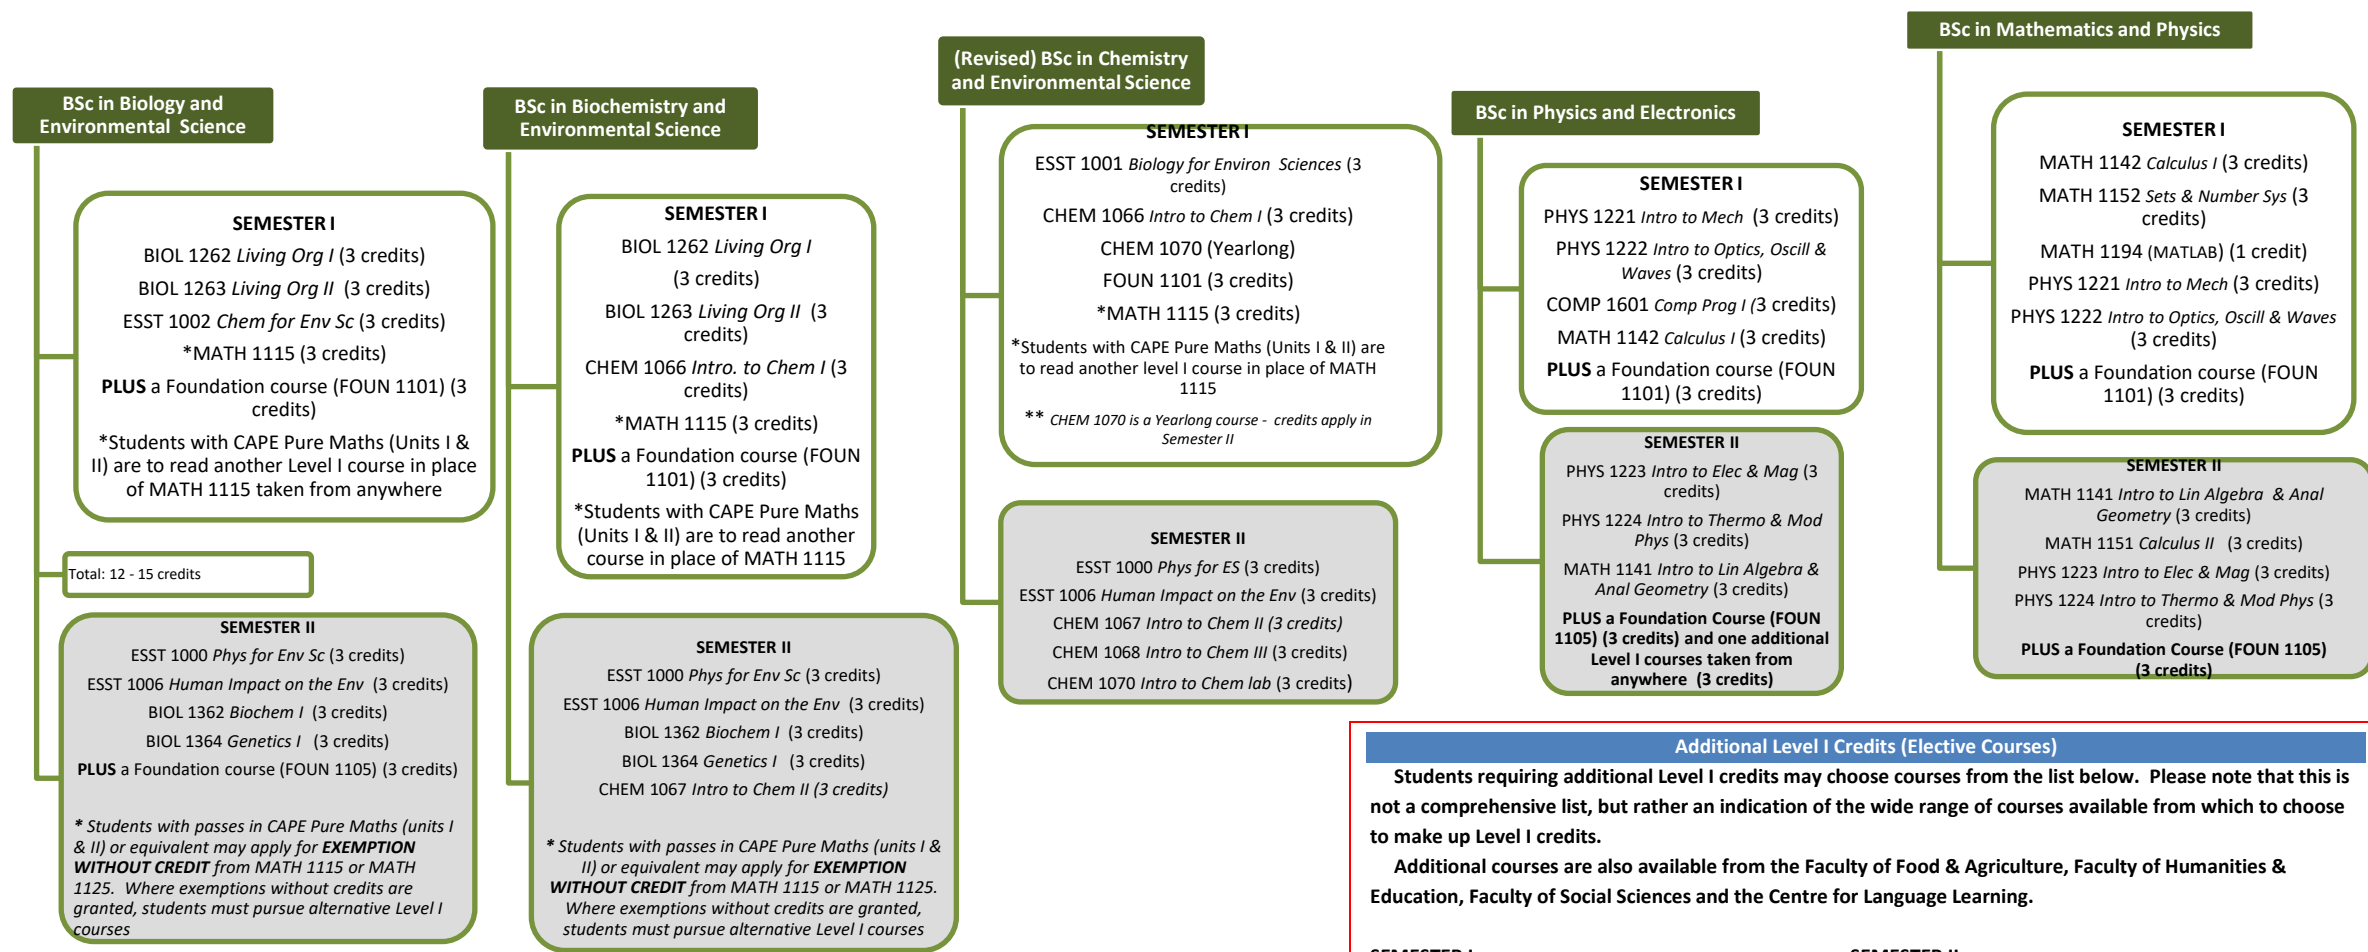 BSc in Biology and
Environmental Science
SEMESTER I
BIOL 1262 Living Org I (3 credits)
BIOL 1263 Living Org II (3 credits)
ESST 1002 Chem for Env Sc (3 credits)
*MATH 1115 (3 credits)
PLUS a Foundation course (FOUN 1101) (3
credits)
*Students with CAPE Pure Maths (Units I &
II) are to read another Level I course in place
of MATH 1115 taken from anywhere
Total: 12 - 15 credits
SEMESTER II
ESST 1000 Phys for Env Sc (3 credits)
ESST 1006 Human Impact on the Env (3 credits)
BIOL 1362 Biochem I (3 credits)
BIOL 1364 Genetics I (3 credits)
PLUS a Foundation course (FOUN 1105) (3 credits)
* Students with passes in CAPE Pure Maths (units I
& II) or equivalent may apply for EXEMPTION
WITHOUT CREDIT from MATH 1115 or MATH
1125. Where exemptions without credits are
granted, students must pursue alternative Level I
courses
BSc in Biochemistry and
Environmental Science
SEMESTER I
BIOL 1262 Living Org I
(3 credits)
BIOL 1263 Living Org II (3
credits)
CHEM 1066 Intro. to Chem I (3
credits)
*MATH 1115 (3 credits)
PLUS a Foundation course (FOUN
1101) (3 credits)
*Students with CAPE Pure Maths
(Units I & II) are to read another
course in place of MATH 1115
SEMESTER II
ESST 1000 Phys for Env Sc (3 credits)
ESST 1006 Human Impact on the Env (3 credits)
BIOL 1362 Biochem I (3 credits)
BIOL 1364 Genetics I (3 credits)
CHEM 1067 Intro to Chem II (3 credits)
* Students with passes in CAPE Pure Maths (units I &
II) or equivalent may apply for EXEMPTION
WITHOUT CREDIT from MATH 1115 or MATH 1125.
Where exemptions without credits are granted,
students must pursue alternative Level I courses
(Revised) BSc in Chemistry
and Environmental Science
SEMESTER I
ESST 1001 Biology for Environ Sciences (3
credits)
CHEM 1066 Intro to Chem I (3 credits)
CHEM 1070 (Yearlong)
FOUN 1101 (3 credits)
*MATH 1115 (3 credits)
*Students with CAPE Pure Maths (Units I & II) are
to read another level I course in place of MATH
1115
** CHEM 1070 is a Yearlong course - credits apply in
Semester II
SEMESTER II
ESST 1000 Phys for ES (3 credits)
ESST 1006 Human Impact on the Env (3 credits)
CHEM 1067 Intro to Chem II (3 credits)
CHEM 1068 Intro to Chem III (3 credits)
CHEM 1070 Intro to Chem lab (3 credits)
BSc in Physics and Electronics
SEMESTER I
PHYS 1221 Intro to Mech (3 credits)
PHYS 1222 Intro to Optics, Oscill &
Waves (3 credits)
COMP 1601 Comp Prog I (3 credits)
MATH 1142 Calculus I (3 credits)
PLUS a Foundation course (FOUN
1101) (3 credits)
SEMESTER II
PHYS 1223 Intro to Elec & Mag (3
credits)
PHYS 1224 Intro to Thermo & Mod
Phys (3 credits)
MATH 1141 Intro to Lin Algebra &
Anal Geometry (3 credits)
PLUS a Foundation Course (FOUN
1105) (3 credits) and one additional
Level I courses taken from
anywhere (3 credits)
BSc in Mathematics and Physics
SEMESTER I
MATH 1142 Calculus I (3 credits)
MATH 1152 Sets & Number Sys (3
credits)
MATH 1194 (MATLAB) (1 credit)
PHYS 1221 Intro to Mech (3 credits)
PHYS 1222 Intro to Optics, Oscill & Waves
(3 credits)
PLUS a Foundation course (FOUN
1101) (3 credits)
SEMESTER II
MATH 1141 Intro to Lin Algebra & Anal
Geometry (3 credits)
MATH 1151 Calculus II (3 credits)
PHYS 1223 Intro to Elec & Mag (3 credits)
PHYS 1224 Intro to Thermo & Mod Phys (3
credits)
PLUS a Foundation Course (FOUN 1105)
(3 credits)
Additional Level I Credits (Elective Courses)
Students requiring additional Level I credits may choose courses from the list below. Please note that this is
not a comprehensive list, but rather an indication of the wide range of courses available from which to choose
to make up Level I credits.
Additional courses are also available from the Faculty of Food & Agriculture, Faculty of Humanities &
Education, Faculty of Social Sciences and the Centre for Language Learning.
SEMESTER I SEMESTER II